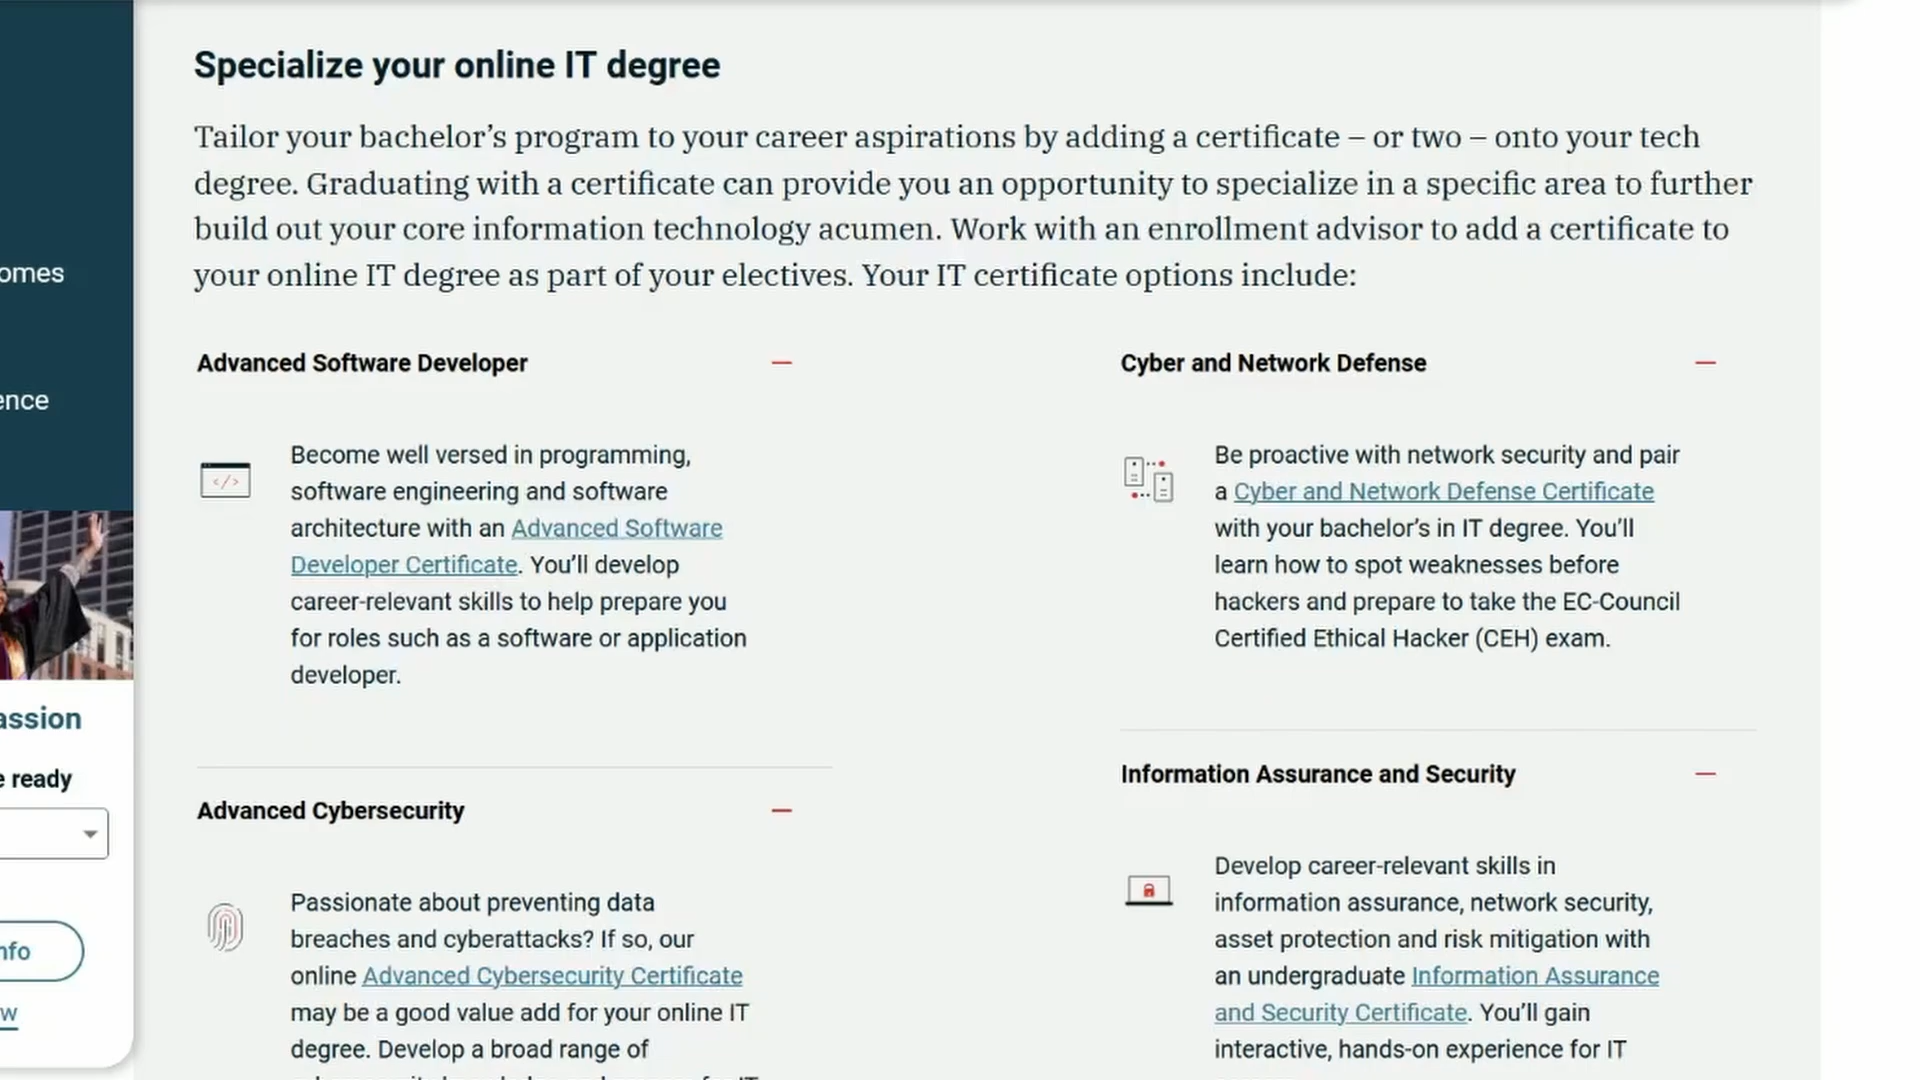 Specialize your online IT degree
Tailor your bachelor’s program to your career aspirations by adding a certificate – or two – onto your tech
degree. Graduating with a certificate can provide you an opportunity to specialize in a specific area to further
build out your core information technology acumen. Work with an enrollment advisor to add a certificate to
your online IT degree as part of your electives. Your IT certificate options include:
Advanced Software Developer
Become well versed in programming,
software engineering and software
architecture with an Advanced Software
Developer Certificate. You’ll develop
career-relevant skills to help prepare you
for roles such as a software or application
developer.
Advanced Cybersecurity
Passionate about preventing data
breaches and cyberattacks? If so, our
online Advanced Cybersecurity Certificate
may be a good value add for your online IT
degree. Develop a broad range of
Cyber and Network Defense
Be proactive with network security and pair
a Cyber and Network Defense Certificate
with your bachelor’s in IT degree. You’ll
learn how to spot weaknesses before
hackers and prepare to take the EC-Council
Certified Ethical Hacker (CEH) exam.
Information Assurance and Security
Develop career-relevant skills in
information assurance, network security,
asset protection and risk mitigation with
an undergraduate Information Assurance
and Security Certificate. You’ll gain
interactive, hands-on experience for IT
omes
ence
assion
e ready
nfo
w